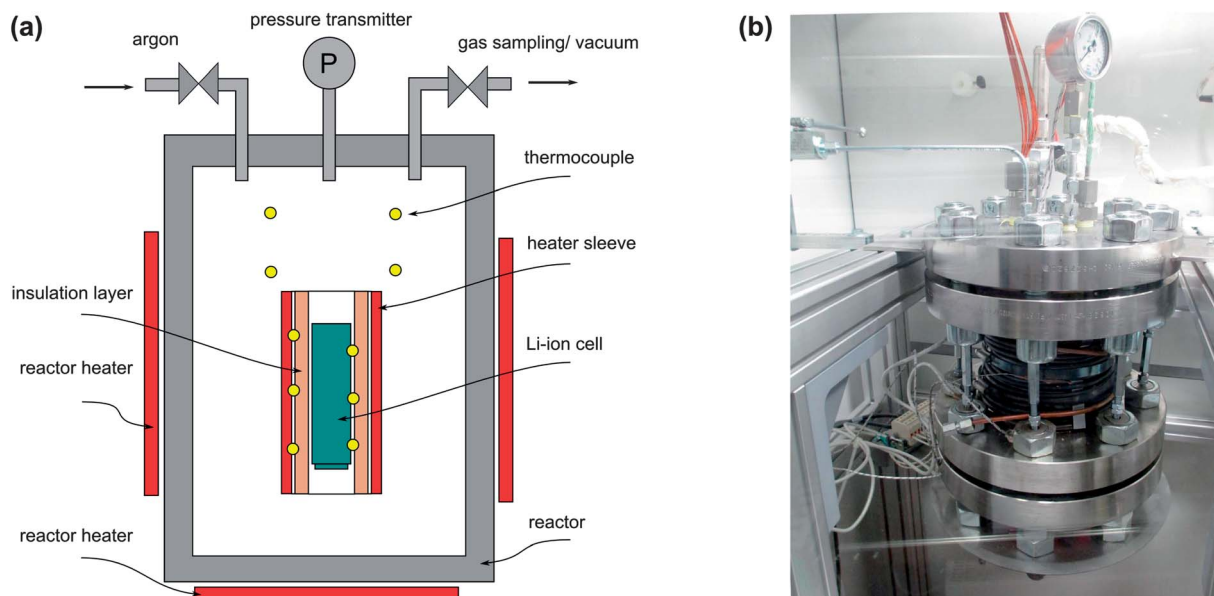 (a)
pressure transmitter
argon
gas sampling/ vacuum
P
thermocouple
heater sleeve
insulation layer
Li-ion cell
reactor heater
reactor heater
reactor
(b)